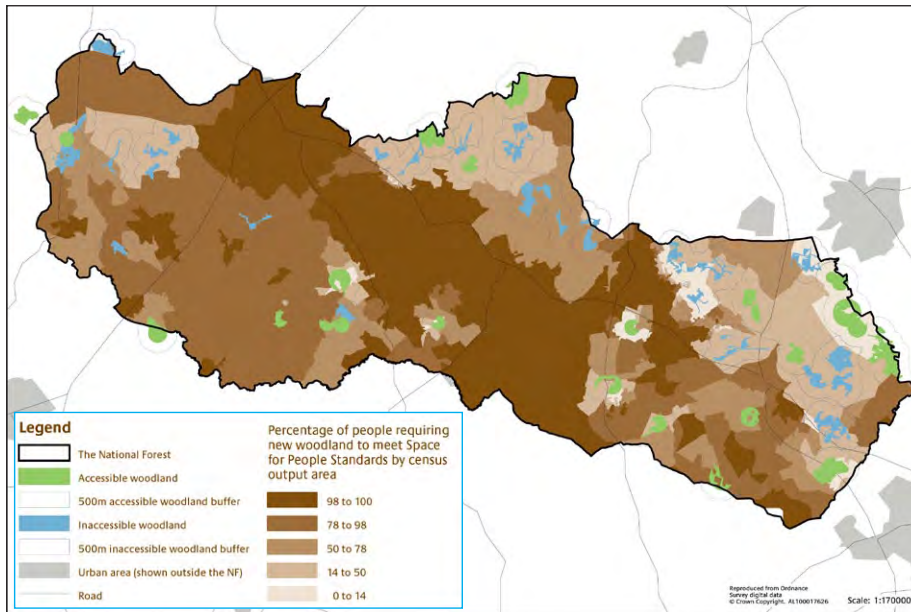 Legend
The National Forest
Accessible woodland
500m accessible woodland buffer
Inaccessible woodland
500m inaccessible woodland buffer
Urban area (shown outside the NF)
Road
Percentage of people requiring
new woodland to meet Space
for People Standards by census
output area
98 to 100
78 to 98
50 to 78
14 to 50
0 to 14
Reproduced from Ordnance
Survey digital data
© Crown Copyright. AL100017626
Scale: 1:170000